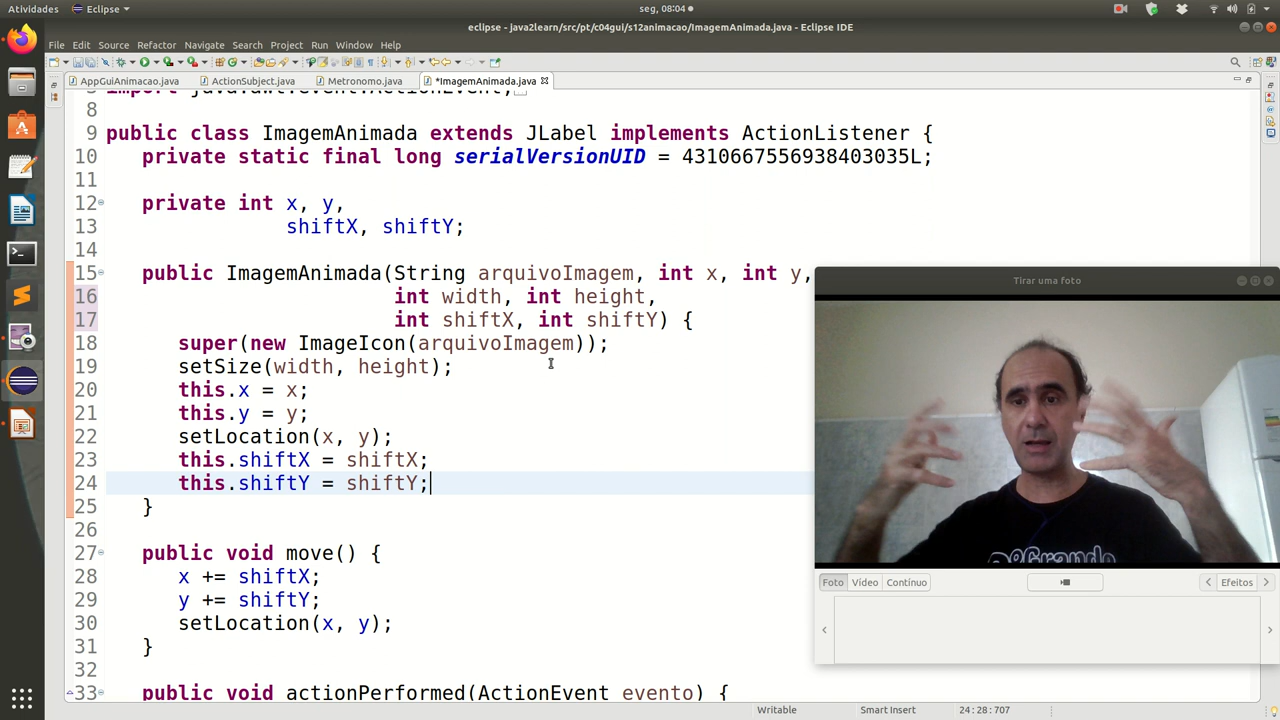 Atividades
Eclipse
seg, 08:04
eclipse - java2learn/src/pt/c04gui/s12animacao/ImagemAnimada.java - Eclipse IDE
File Edit Source Refactor Navigate Search Project Run Window Help
AppGuiAnimacao.java ActionSubject.java Metronomo.java *ImagemAnimada.java
import java.awt.event.ActionEvent;
8
9 public class ImagemAnimada extends JLabel implements ActionListener {
10 private static final long serialVersionUID = 4310667556938403035L;
11
12 private int x, y,
13 shiftX, shiftY;
14
15 public ImagemAnimada(String arquivoImagem, int x, int y,
16 int width, int height,
17 int shiftX, int shiftY) {
18 super(new ImageIcon(arquivoImagem));
19 setSize(width, height);
20 this.x = x;
21 this.y = y;
22 setLocation(x, y);
23 this.shiftX = shiftX;
24 this.shiftY = shiftY;
25 }
26
27 public void move() {
28 x += shiftX;
29 y += shiftY;
30 setLocation(x, y);
31 }
32
33 public void actionPerformed(ActionEvent evento) {
Tirar uma foto
Foto Vídeo Contínuo
Efeitos
Writable Smart Insert 24:28:707